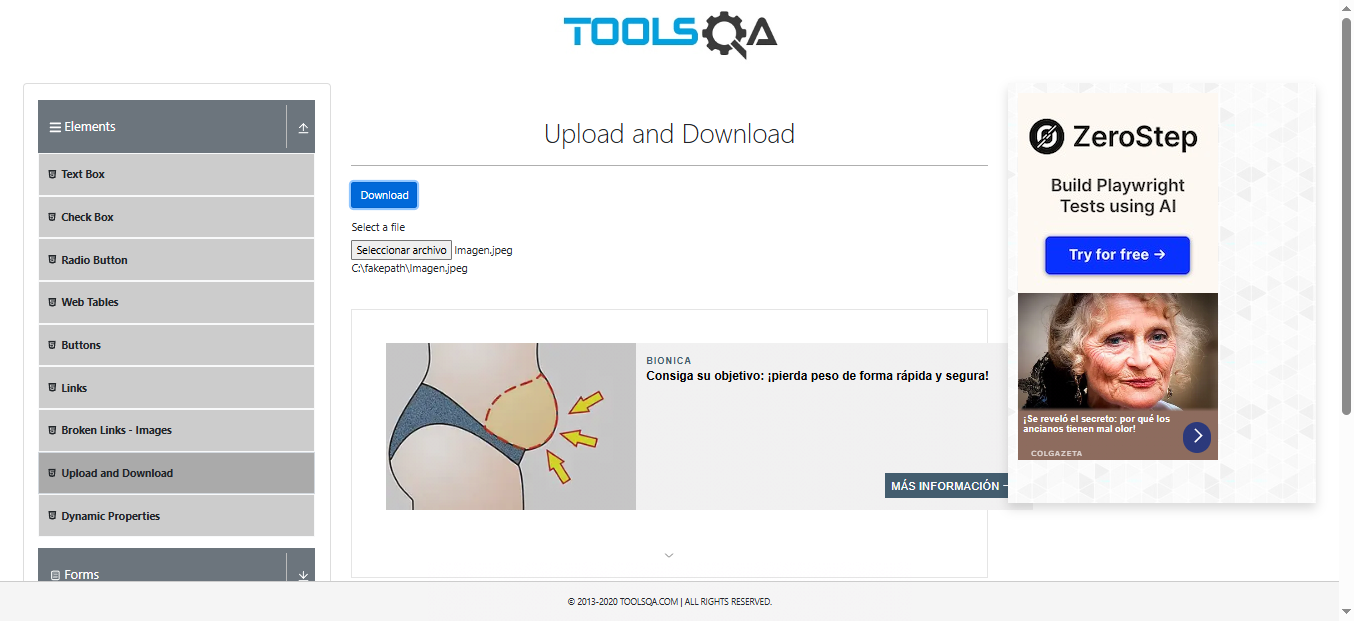 TOOLSQA
Elements
Text Box
Check Box
Radio Button
Web Tables
Buttons
Links
Broken Links - Images
Upload and Download
Dynamic Properties
Forms
Upload and Download
Download
Select a file
Seleccionar archivo Imagen.jpeg
C:\fakepath\Imagen.jpeg
BIONICA
Consiga su objetivo: ¡pierda peso de forma rápida y segura!
MÁS INFORMACIÓN
ZeroStep
Build Playwright
Tests using AI
Try for free →
¡Se reveló el secreto: por qué los
ancianos tienen mal olor!
COLGAZETA
© 2013-2020 TOOLSQA.COM | ALL RIGHTS RESERVED.